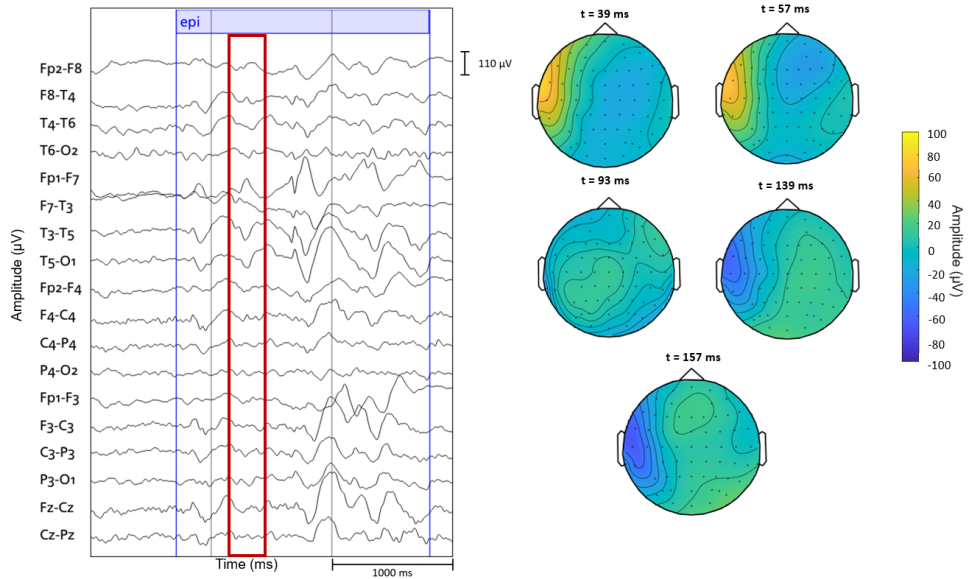 epi
110 μV
Fp2-F8
F8-T4
T4-T6
T6-O2
Fp1-F7
F7-T3
T3-T5
T5-O1
Fp2-F4
F4-C4
C4-P4
P4-O2
Fp1-F3
F3-C3
C3-P3
P3-O1
Fz-Cz
Cz-Pz
Amplitude (μV)
Time (ms)
1000 ms
t = 39 ms
t = 57 ms
t = 93 ms
t = 139 ms
t = 157 ms
100
80
60
40
20
0
-20
-40
-60
-80
-100
Amplitude (μV)